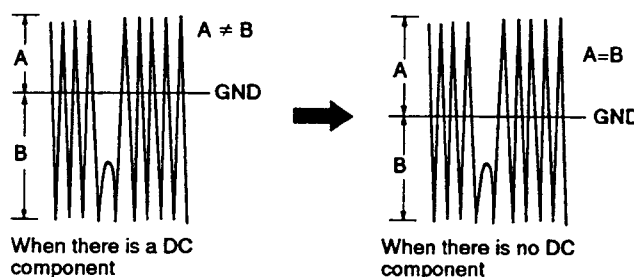 A
A ≠ B
GND
B
When there is a DC
component
A
A=B
GND
B
When there is no DC
component